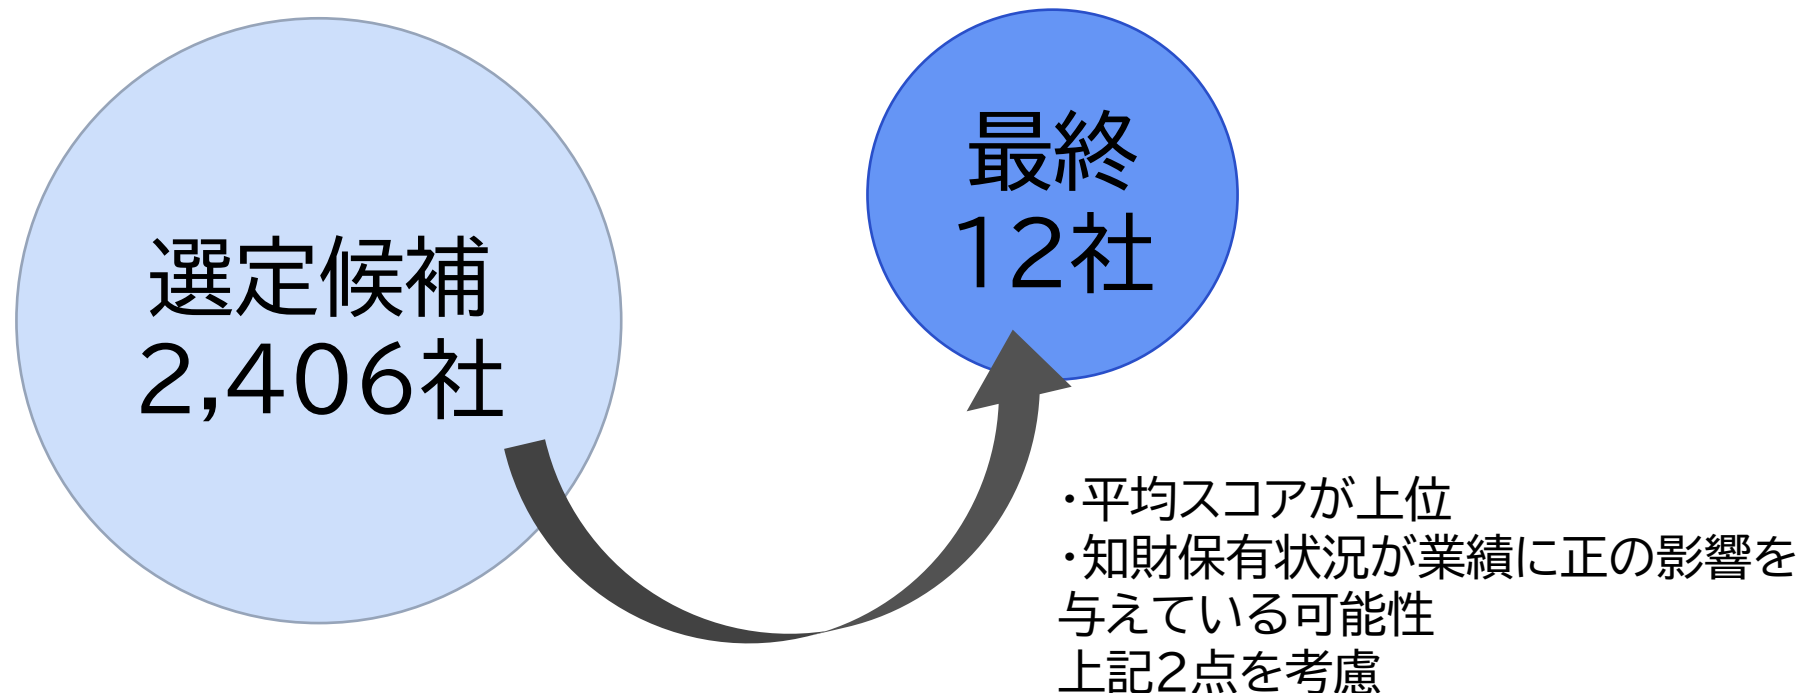 選定候補
2,406社
最終
12社
・平均スコアが上位
・知財保有状況が業績に正の影響を
与えている可能性
上記2点を考慮